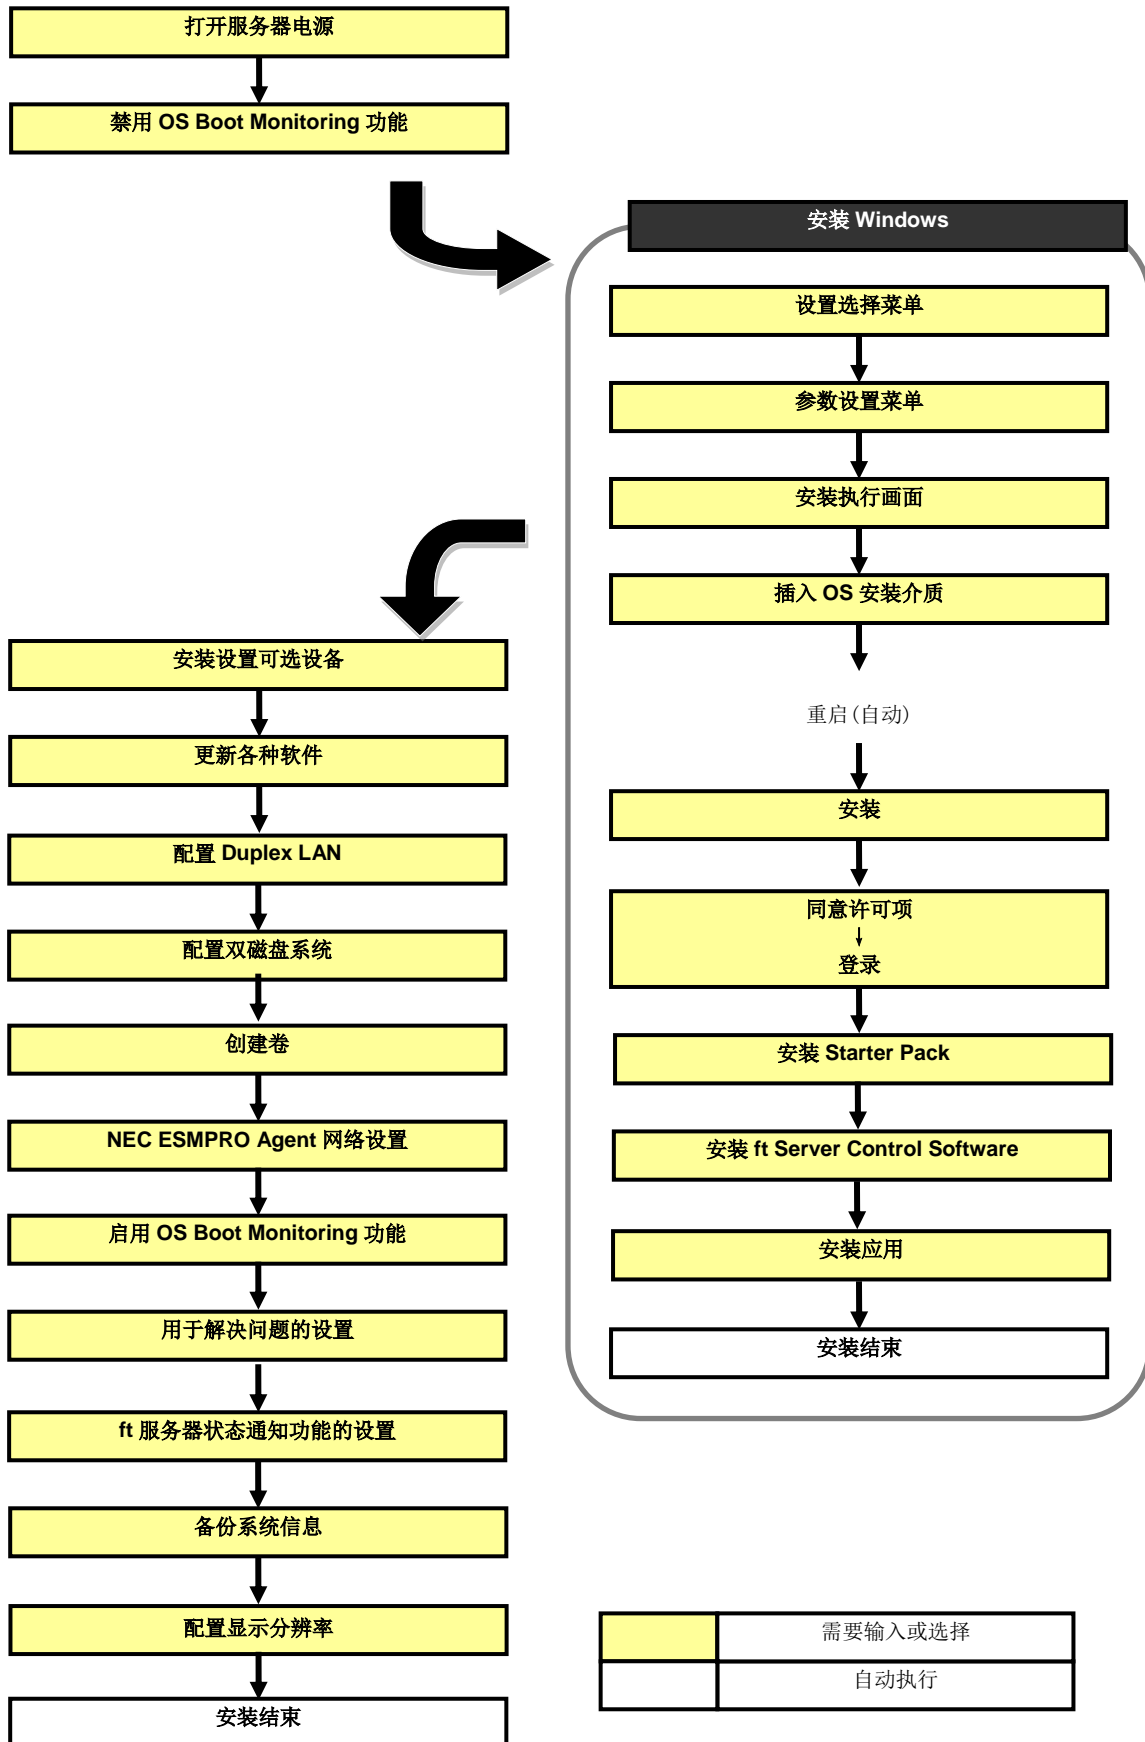 打开服务器电源
禁用 OS Boot Monitoring 功能
安装 Windows
设置选择菜单
参数设置菜单
安装执行画面
插入 OS 安装介质
重启(自动)
安装
同意许可项
登录
安装 Starter Pack
安装 ft Server Control Software
安装应用
安装结束
安装设置可选设备
更新各种软件
配置 Duplex LAN
配置双磁盘系统
创建卷
NEC ESMPRO Agent 网络设置
启用 OS Boot Monitoring 功能
用于解决问题的设置
ft 服务器状态通知功能的设置
备份系统信息
配置显示分辨率
安装结束
需要输入或选择
自动执行